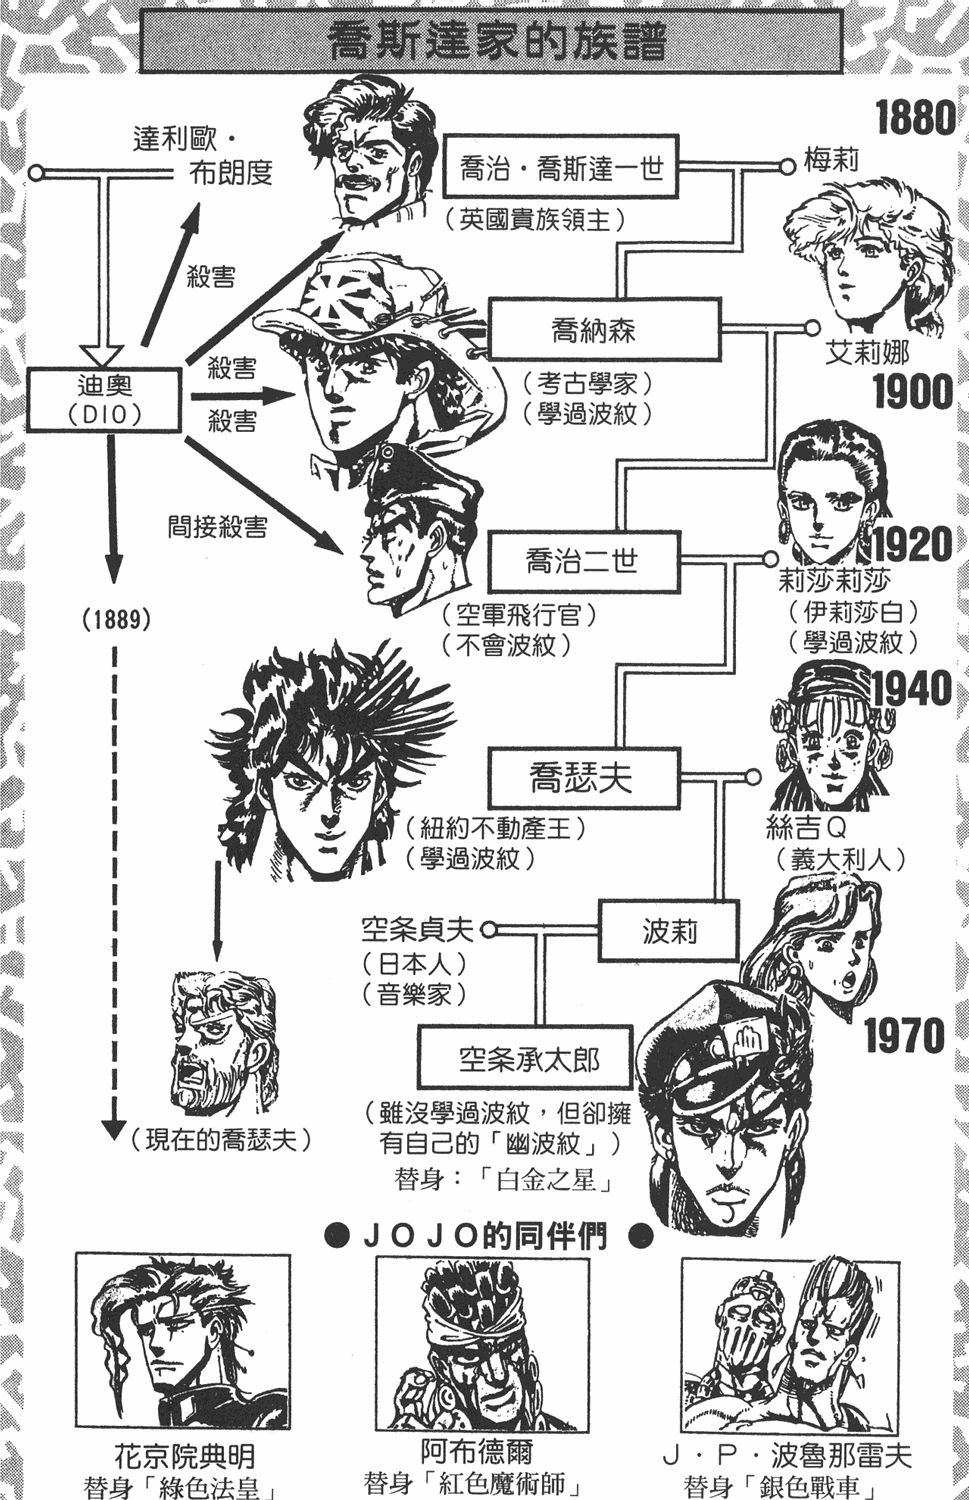 喬斯達家的族譜
1880
達利歐・
布朗度
喬治・喬斯達一世
梅莉
(英國貴族領主)
殺害
喬納森
艾莉娜
迪奧
(DIO)
殺害
殺害
(考古學家)
(學過波紋)
1900
間接殺害
1920
喬治二世
莉莎莉莎
(伊莉莎白)
(學過波紋)
(1889)
(空軍飛行官)
(不會波紋)
1940
喬瑟夫
(紐約不動產王)
(學過波紋)
絲吉Q
(義大利人)
空条貞夫
(日本人)
(音樂家)
波莉
1970
空条承太郎
(雖沒學過波紋，但卻擁
有自己的「幽波紋」)
替身：「白金之星」
(現在的喬瑟夫)
● JOJO的同伴們 ●
花京院典明
替身「綠色法皇」
阿布德爾
替身「紅色魔術師」
J・P・波魯那雷夫
替身「銀色戰車」